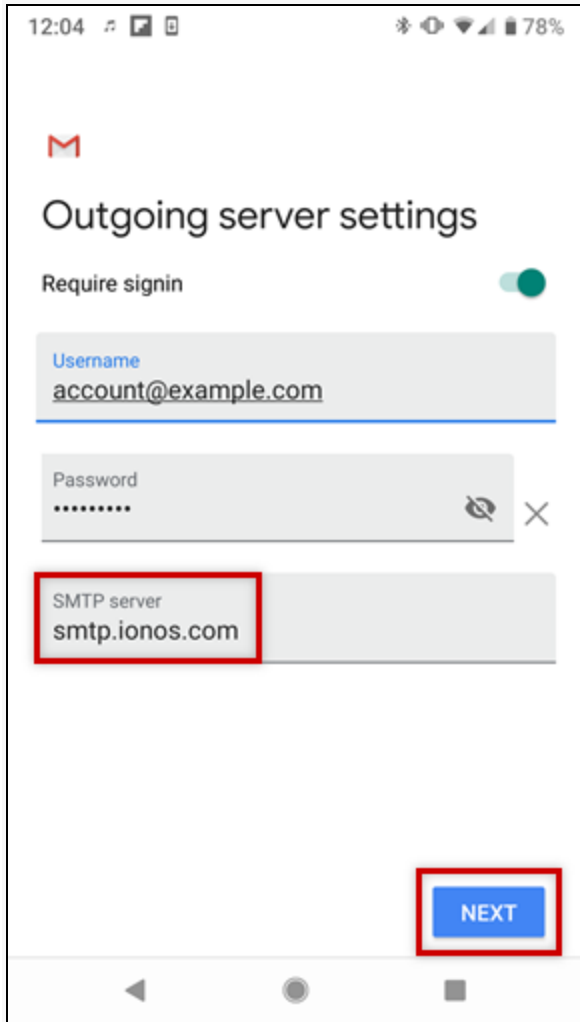 12:04 78%
Outgoing server settings
Require signin
Username
account@example.com
Password
•••••••••
SMTP server
smtp.ionos.com
NEXT